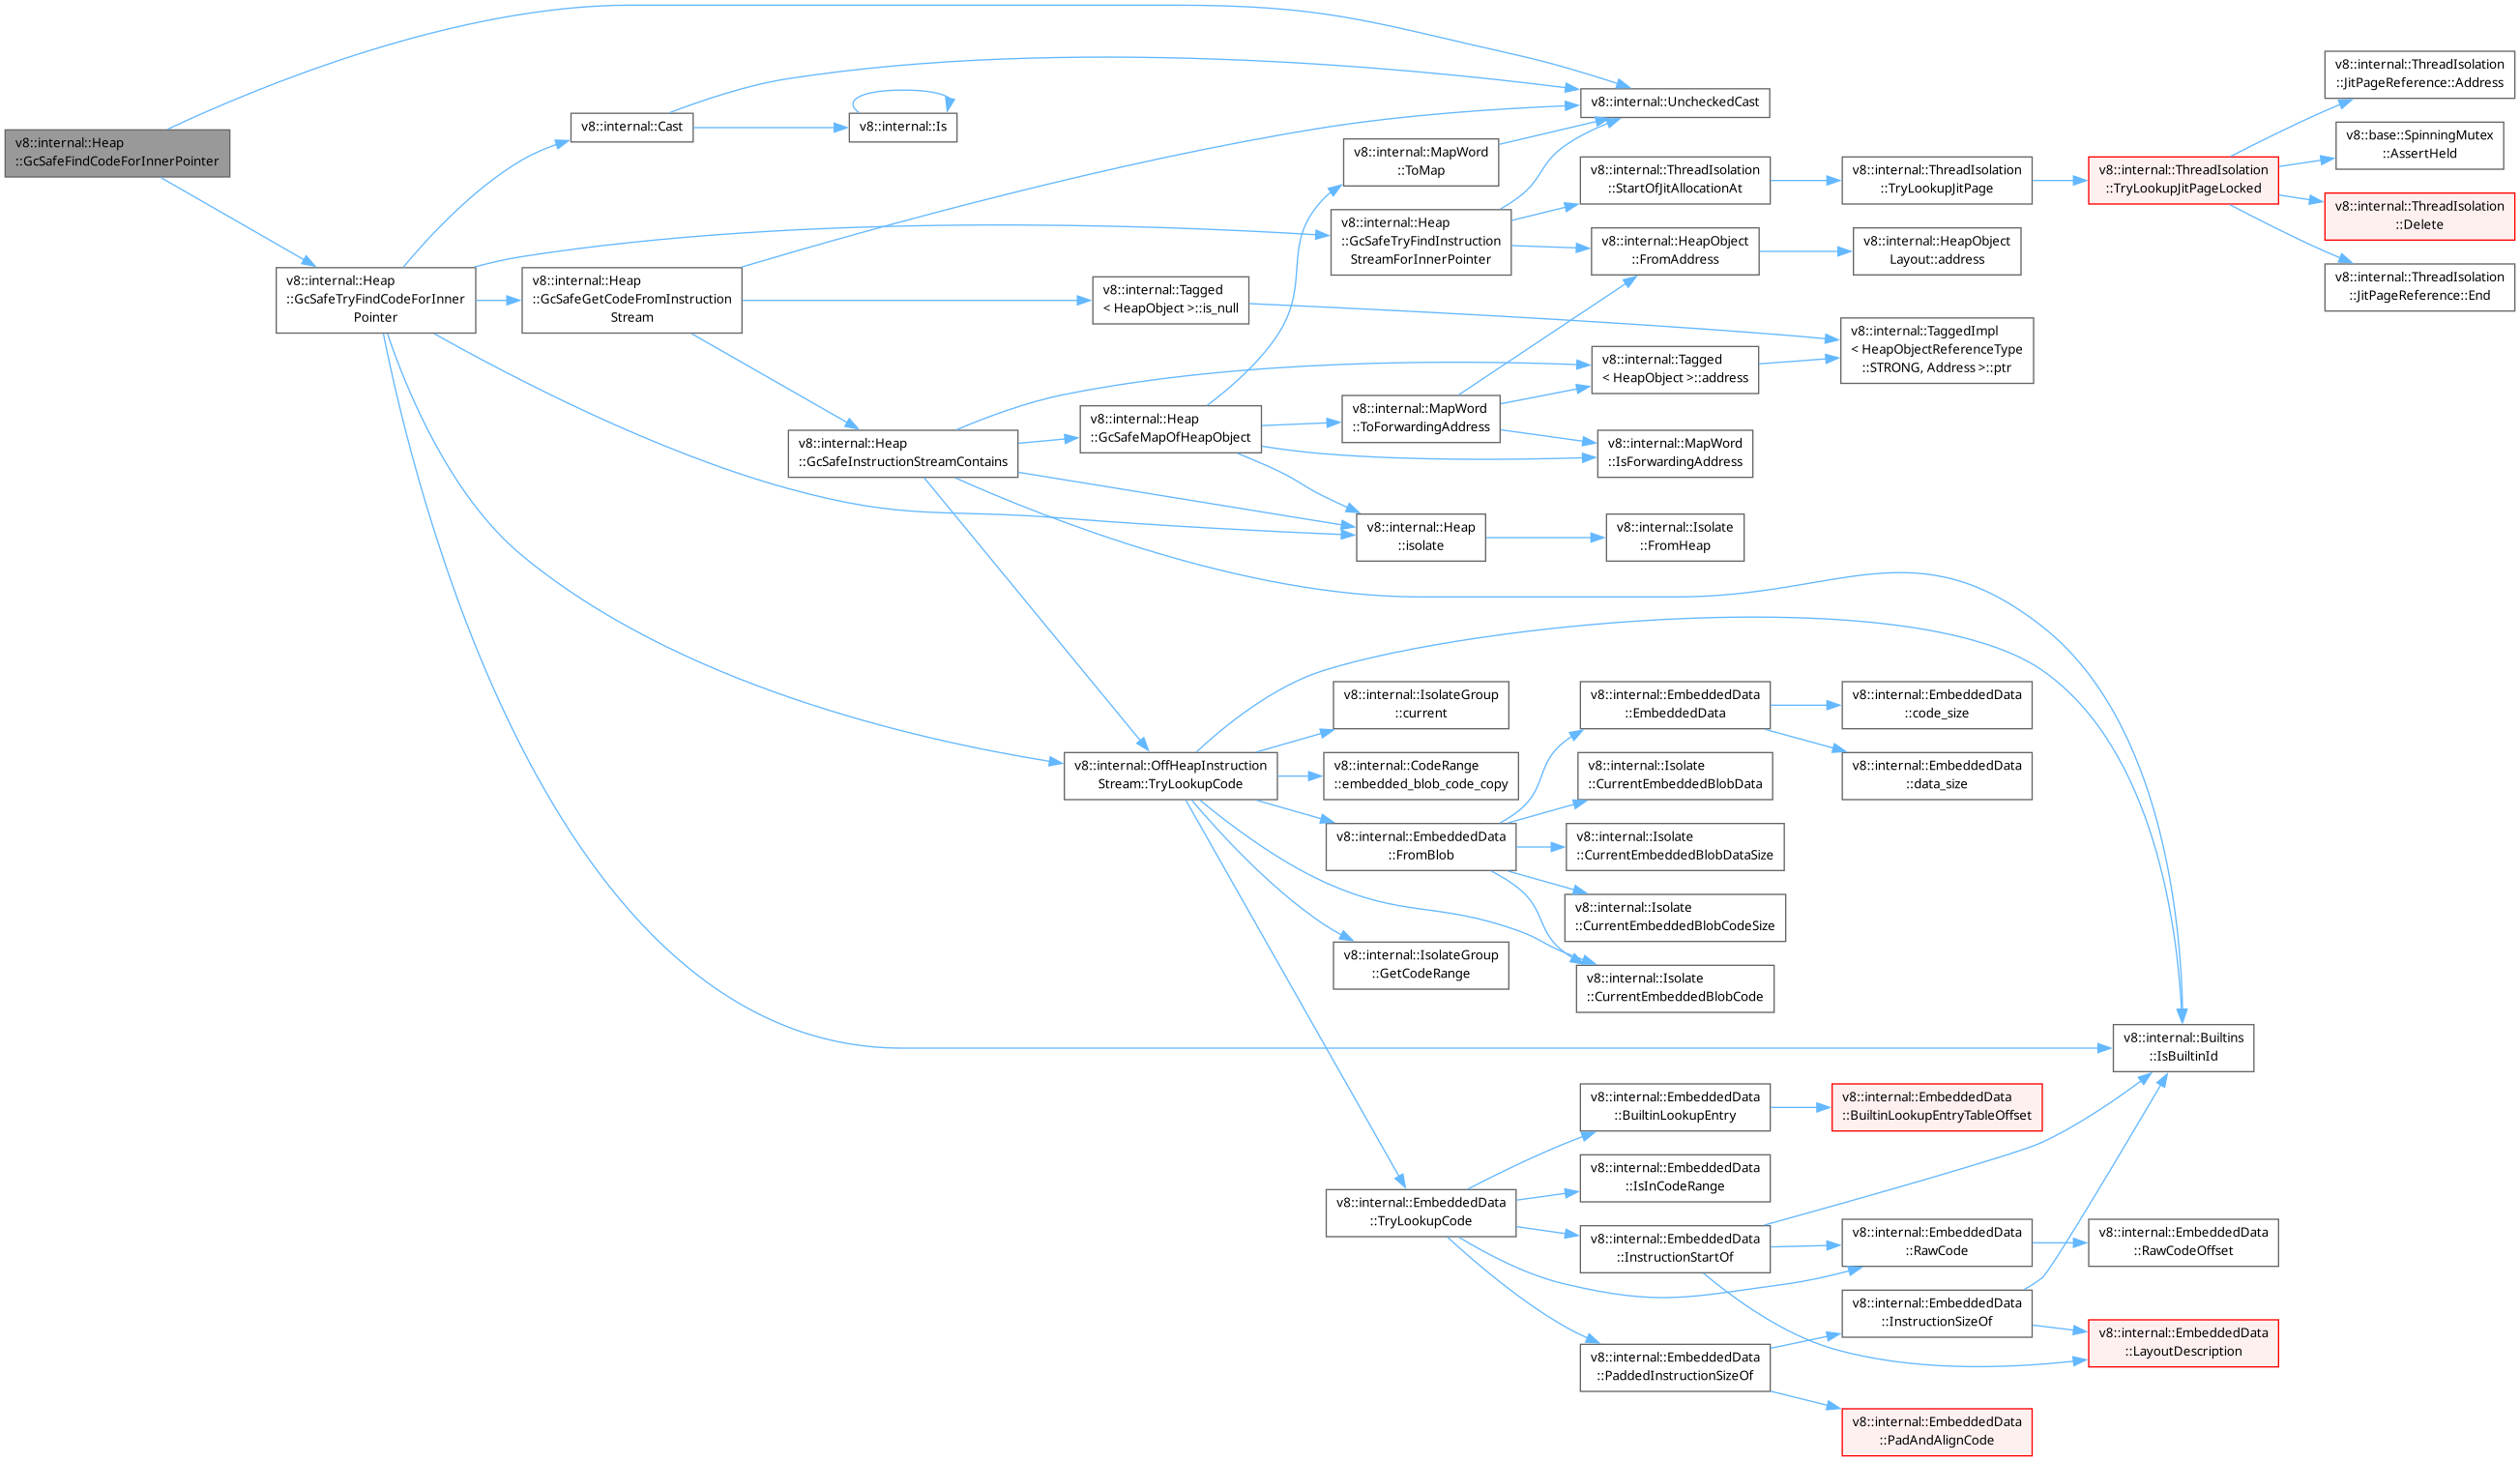 v8::internal::Heap
::GcSafeFindCodeForInnerPointer
v8::internal::Heap
::GcSafeTryFindCodeForInner
Pointer
v8::internal::Cast
v8::internal::Is
v8::internal::UncheckedCast
v8::internal::Heap
::GcSafeGetCodeFromInstruction
Stream
v8::internal::Tagged
< HeapObject >::is_null
v8::internal::Heap
::GcSafeInstructionStreamContains
v8::internal::Heap
::GcSafeMapOfHeapObject
v8::internal::MapWord
::ToMap
v8::internal::Heap
::GcSafeTryFindInstruction
StreamForInnerPointer
v8::internal::ThreadIsolation
::StartOfJitAllocationAt
v8::internal::ThreadIsolation
::TryLookupJitPage
v8::internal::ThreadIsolation
::TryLookupJitPageLocked
v8::internal::ThreadIsolation
::JitPageReference::Address
v8::base::SpinningMutex
::AssertHeld
v8::internal::ThreadIsolation
::Delete
v8::internal::ThreadIsolation
::JitPageReference::End
v8::internal::HeapObject
::FromAddress
v8::internal::HeapObject
Layout::address
v8::internal::Tagged
< HeapObject >::address
v8::internal::TaggedImpl
< HeapObjectReferenceType
::STRONG, Address >::ptr
v8::internal::MapWord
::ToForwardingAddress
v8::internal::MapWord
::IsForwardingAddress
v8::internal::Heap
::isolate
v8::internal::Isolate
::FromHeap
v8::internal::OffHeapInstruction
Stream::TryLookupCode
v8::internal::IsolateGroup
::current
v8::internal::CodeRange
::embedded_blob_code_copy
v8::internal::EmbeddedData
::FromBlob
v8::internal::IsolateGroup
::GetCodeRange
v8::internal::EmbeddedData
::EmbeddedData
v8::internal::EmbeddedData
::code_size
v8::internal::EmbeddedData
::data_size
v8::internal::Isolate
::CurrentEmbeddedBlobData
v8::internal::Isolate
::CurrentEmbeddedBlobDataSize
v8::internal::Isolate
::CurrentEmbeddedBlobCodeSize
v8::internal::Isolate
::CurrentEmbeddedBlobCode
v8::internal::Builtins
::IsBuiltinId
v8::internal::EmbeddedData
::TryLookupCode
v8::internal::EmbeddedData
::BuiltinLookupEntry
v8::internal::EmbeddedData
::BuiltinLookupEntryTableOffset
v8::internal::EmbeddedData
::IsInCodeRange
v8::internal::EmbeddedData
::InstructionStartOf
v8::internal::EmbeddedData
::RawCode
v8::internal::EmbeddedData
::RawCodeOffset
v8::internal::EmbeddedData
::InstructionSizeOf
v8::internal::EmbeddedData
::LayoutDescription
v8::internal::EmbeddedData
::PaddedInstructionSizeOf
v8::internal::EmbeddedData
::PadAndAlignCode